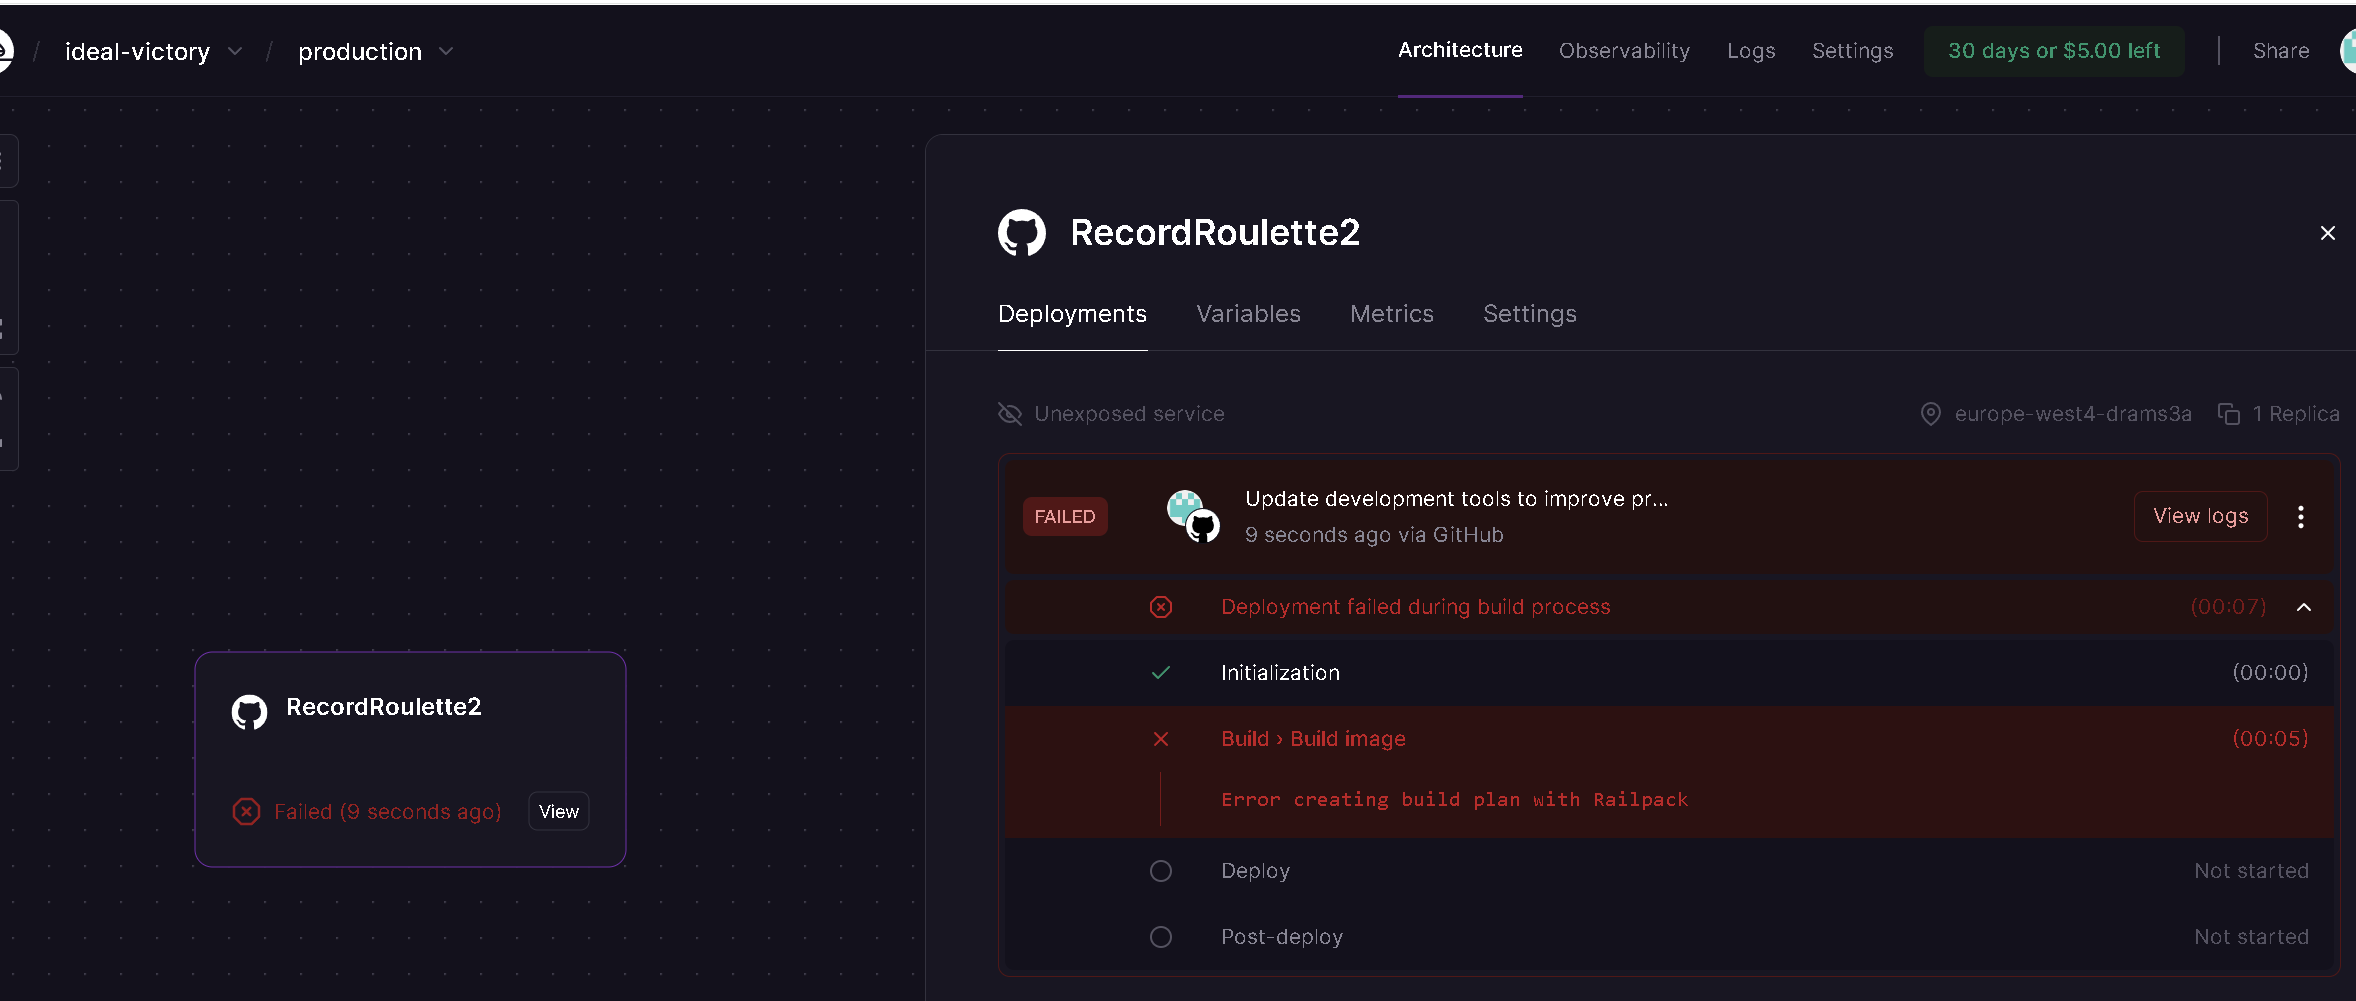 / ideal-victory / production
Architecture Observability Logs Settings 30 days or $5.00 left Share
RecordRoulette2
Deployments Variables Metrics Settings
Unexposed service europe-west4-drams3a 1 Replica
FAILED Update development tools to improve pr... View logs
9 seconds ago via GitHub
Deployment failed during build process (00:07)
Initialization (00:00)
Build › Build image (00:05)
Error creating build plan with Railpack
Deploy Not started
Post-deploy Not started
RecordRoulette2
Failed (9 seconds ago) View